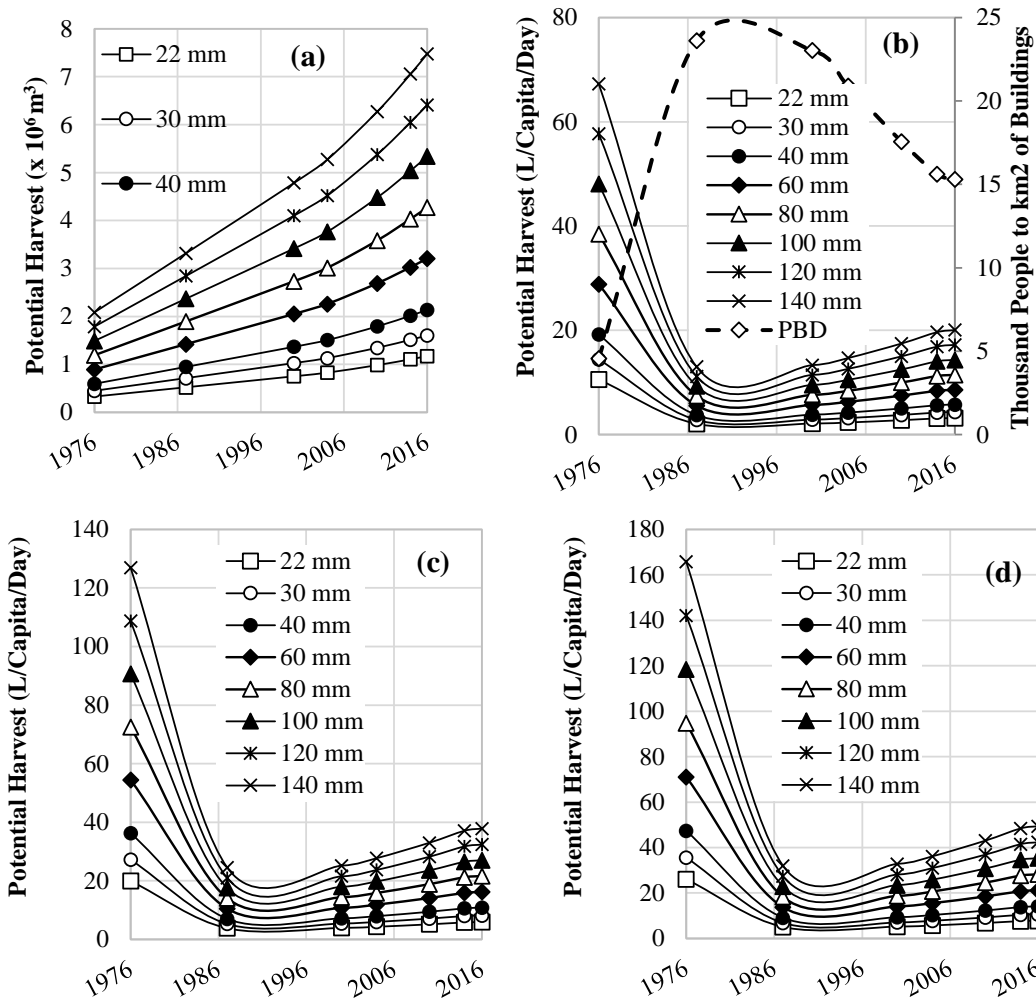 (a)
Potential Harvest (x 10⁶ m³)
8
7
6
5
4
3
2
1
0
22 mm
30 mm
40 mm
1976
1986
1996
2006
2016
(b)
Potential Harvest (L/Capita/Day)
80
60
40
20
0
22 mm
30 mm
40 mm
60 mm
80 mm
100 mm
120 mm
140 mm
PBD
25
20
15
10
5
0
Thousand People to km2 of Buildings
1976
1986
1996
2006
2016
(c)
Potential Harvest (L/Capita/Day)
140
120
100
80
60
40
20
0
22 mm
30 mm
40 mm
60 mm
80 mm
100 mm
120 mm
140 mm
1976
1986
1996
2006
2016
(d)
Potential Harvest (L/Capita/Day)
180
160
140
120
100
80
60
40
20
0
22 mm
30 mm
40 mm
60 mm
80 mm
100 mm
120 mm
140 mm
1976
1986
1996
2006
2016